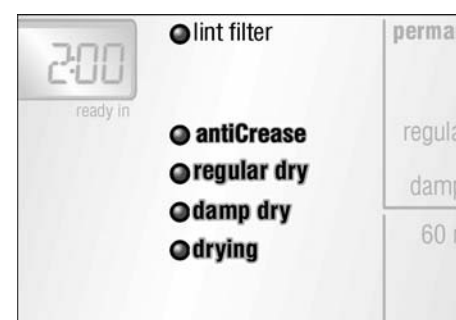 2:00
ready in
lint filter
antiCrease
regular dry
damp dry
drying
60